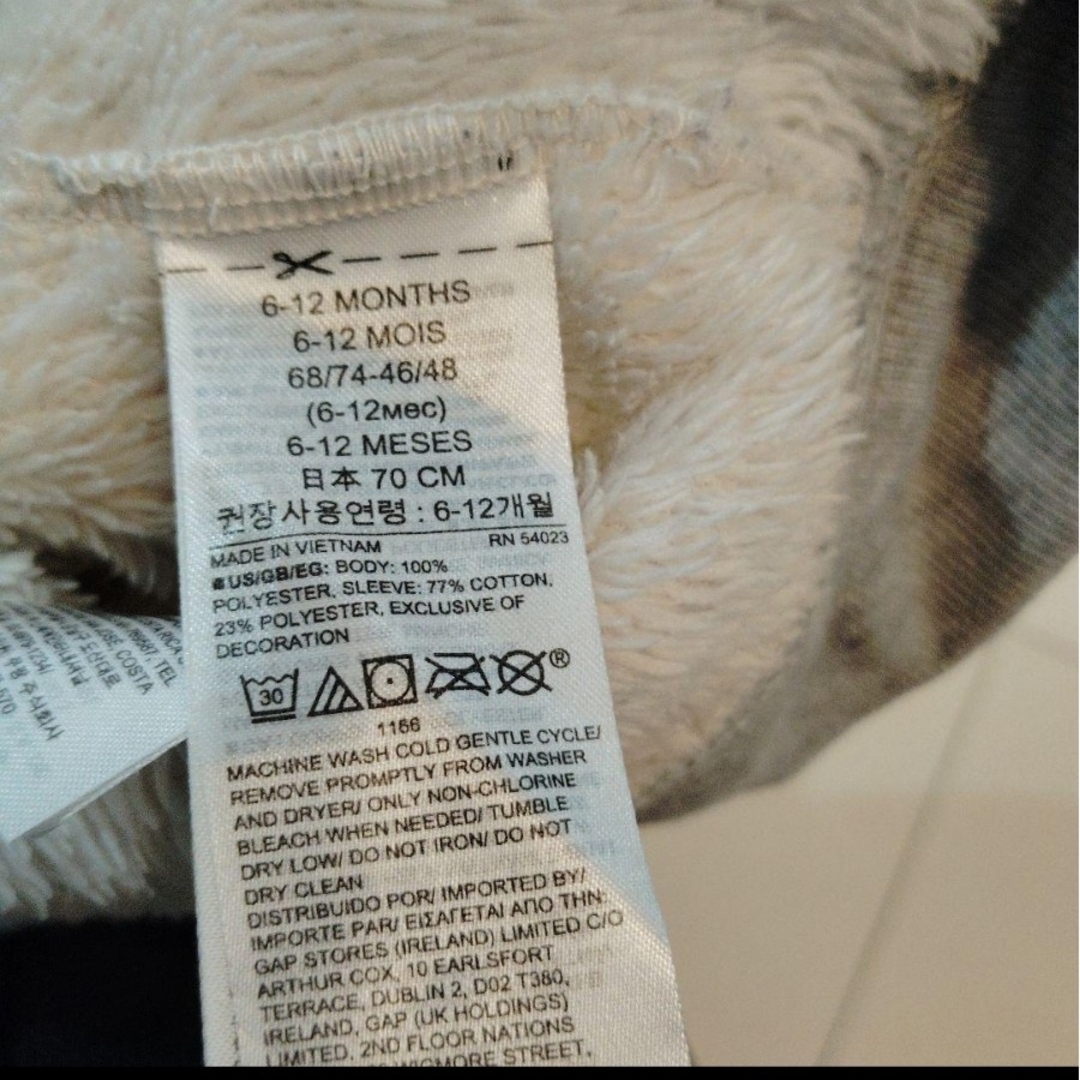 6-12 MONTHS
6-12 MOIS
68/74-46/48
(6-12мес)
6-12 MESES
日本 70 CM
권장사용연령 : 6-12개월
MADE IN VIETNAM RN 54023
US/GB/EG: BODY: 100%
POLYESTER, SLEEVE: 77% COTTON,
23% POLYESTER, EXCLUSIVE OF
DECORATION
30
®
1166
MACHINE WASH COLD GENTLE CYCLE/
REMOVE PROMPTLY FROM WASHER
AND DRYER/ ONLY NON-CHLORINE
BLEACH WHEN NEEDED/ TUMBLE
DRY LOW/ DO NOT IRON/ DO NOT
DRY CLEAN
DISTRIBUIDO POR/ IMPORTED BY/
IMPORTE PAR/ ΕΙΣΑΓΕΤΑΙ ΑΠΟ ΤΗΝ:
GAP STORES (IRELAND) LIMITED C/O
ARTHUR COX, 10 EARLSFORT
TERRACE, DUBLIN 2, D02 T380,
IRELAND, GAP (UK HOLDINGS)
LIMITED, 2ND FLOOR NATIONS
WIGMORE STREET,
COSTA
TEL